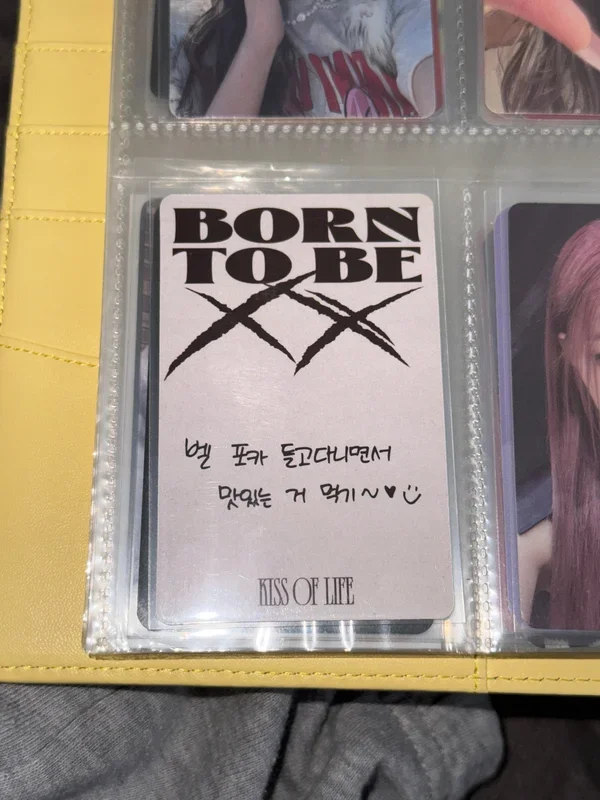 BORN
TO BE
XX
벨 포카 들고다니면서
맛있는 거 먹기~♥☺
KISS OF LIFE